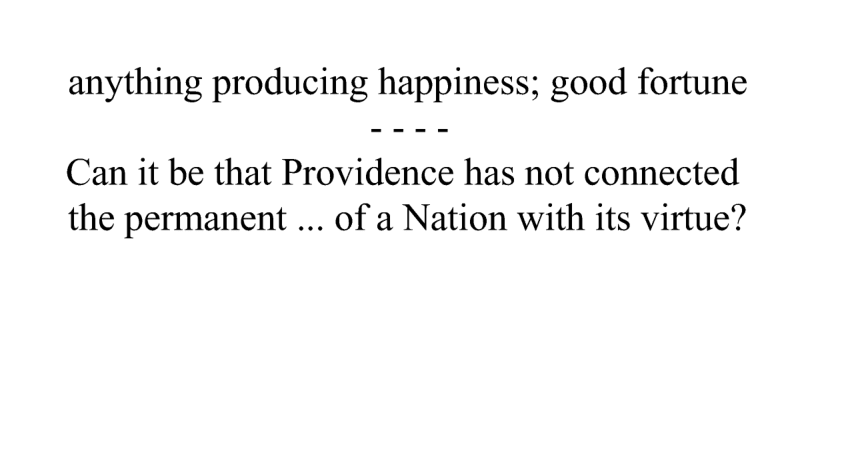 anything producing happiness; good fortune
- - - -
Can it be that Providence has not connected
the permanent ... of a Nation with its virtue?